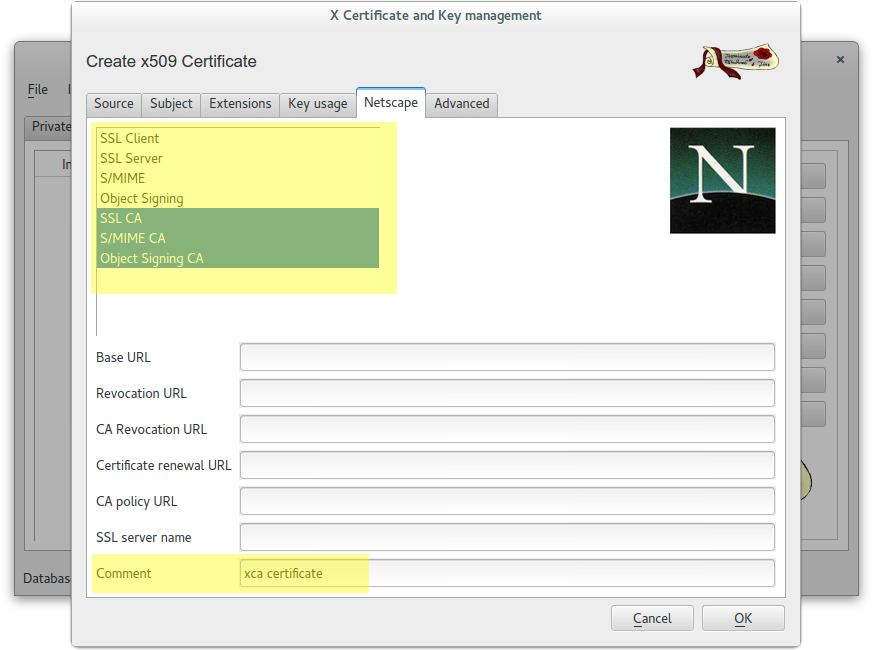 X Certificate and Key management
Create x509 Certificate
File
Private
In
Databas
Source Subject Extensions Key usage Netscape Advanced
SSL Client
SSL Server
S/MIME
Object Signing
SSL CA
S/MIME CA
Object Signing CA
N
Base URL
Revocation URL
CA Revocation URL
Certificate renewal URL
CA policy URL
SSL server name
Comment xca certificate
Cancel OK